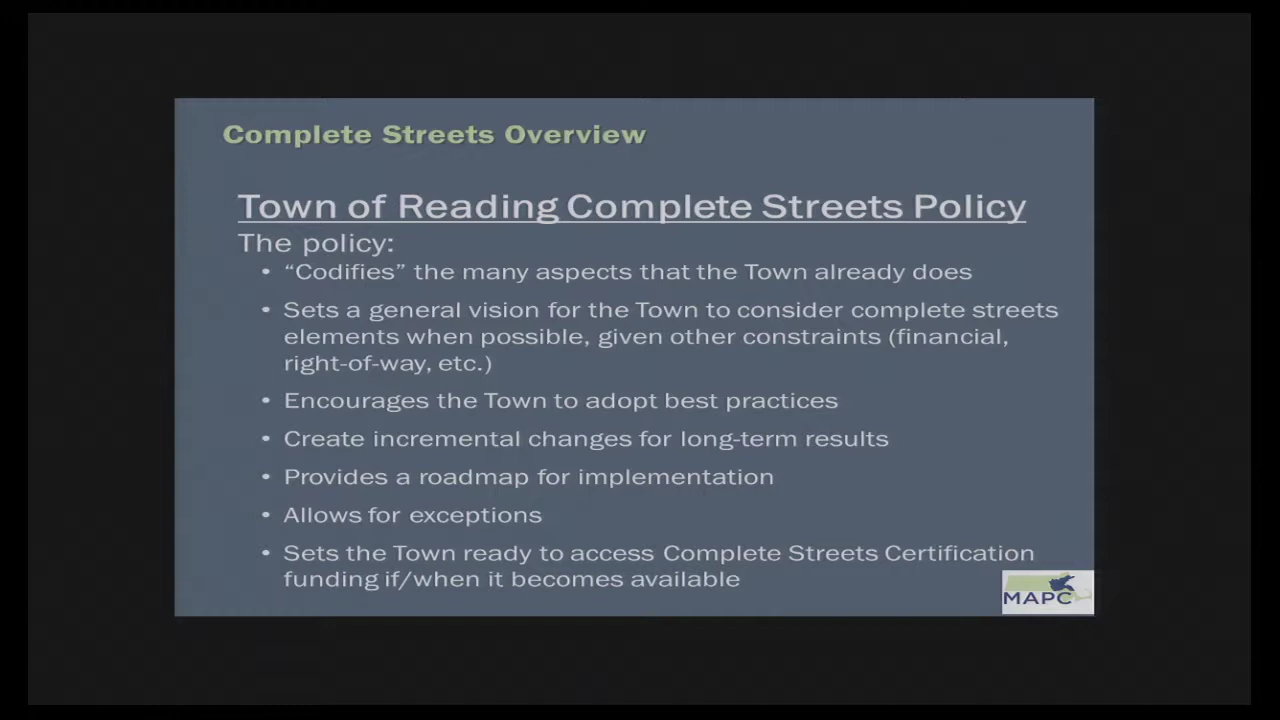 Complete Streets Overview
Town of Reading Complete Streets Policy
The policy:
• “Codifies” the many aspects that the Town already does
• Sets a general vision for the Town to consider complete streets
elements when possible, given other constraints (financial,
right-of-way, etc.)
• Encourages the Town to adopt best practices
• Create incremental changes for long-term results
• Provides a roadmap for implementation
• Allows for exceptions
• Sets the Town ready to access Complete Streets Certification
funding if/when it becomes available
MAPC